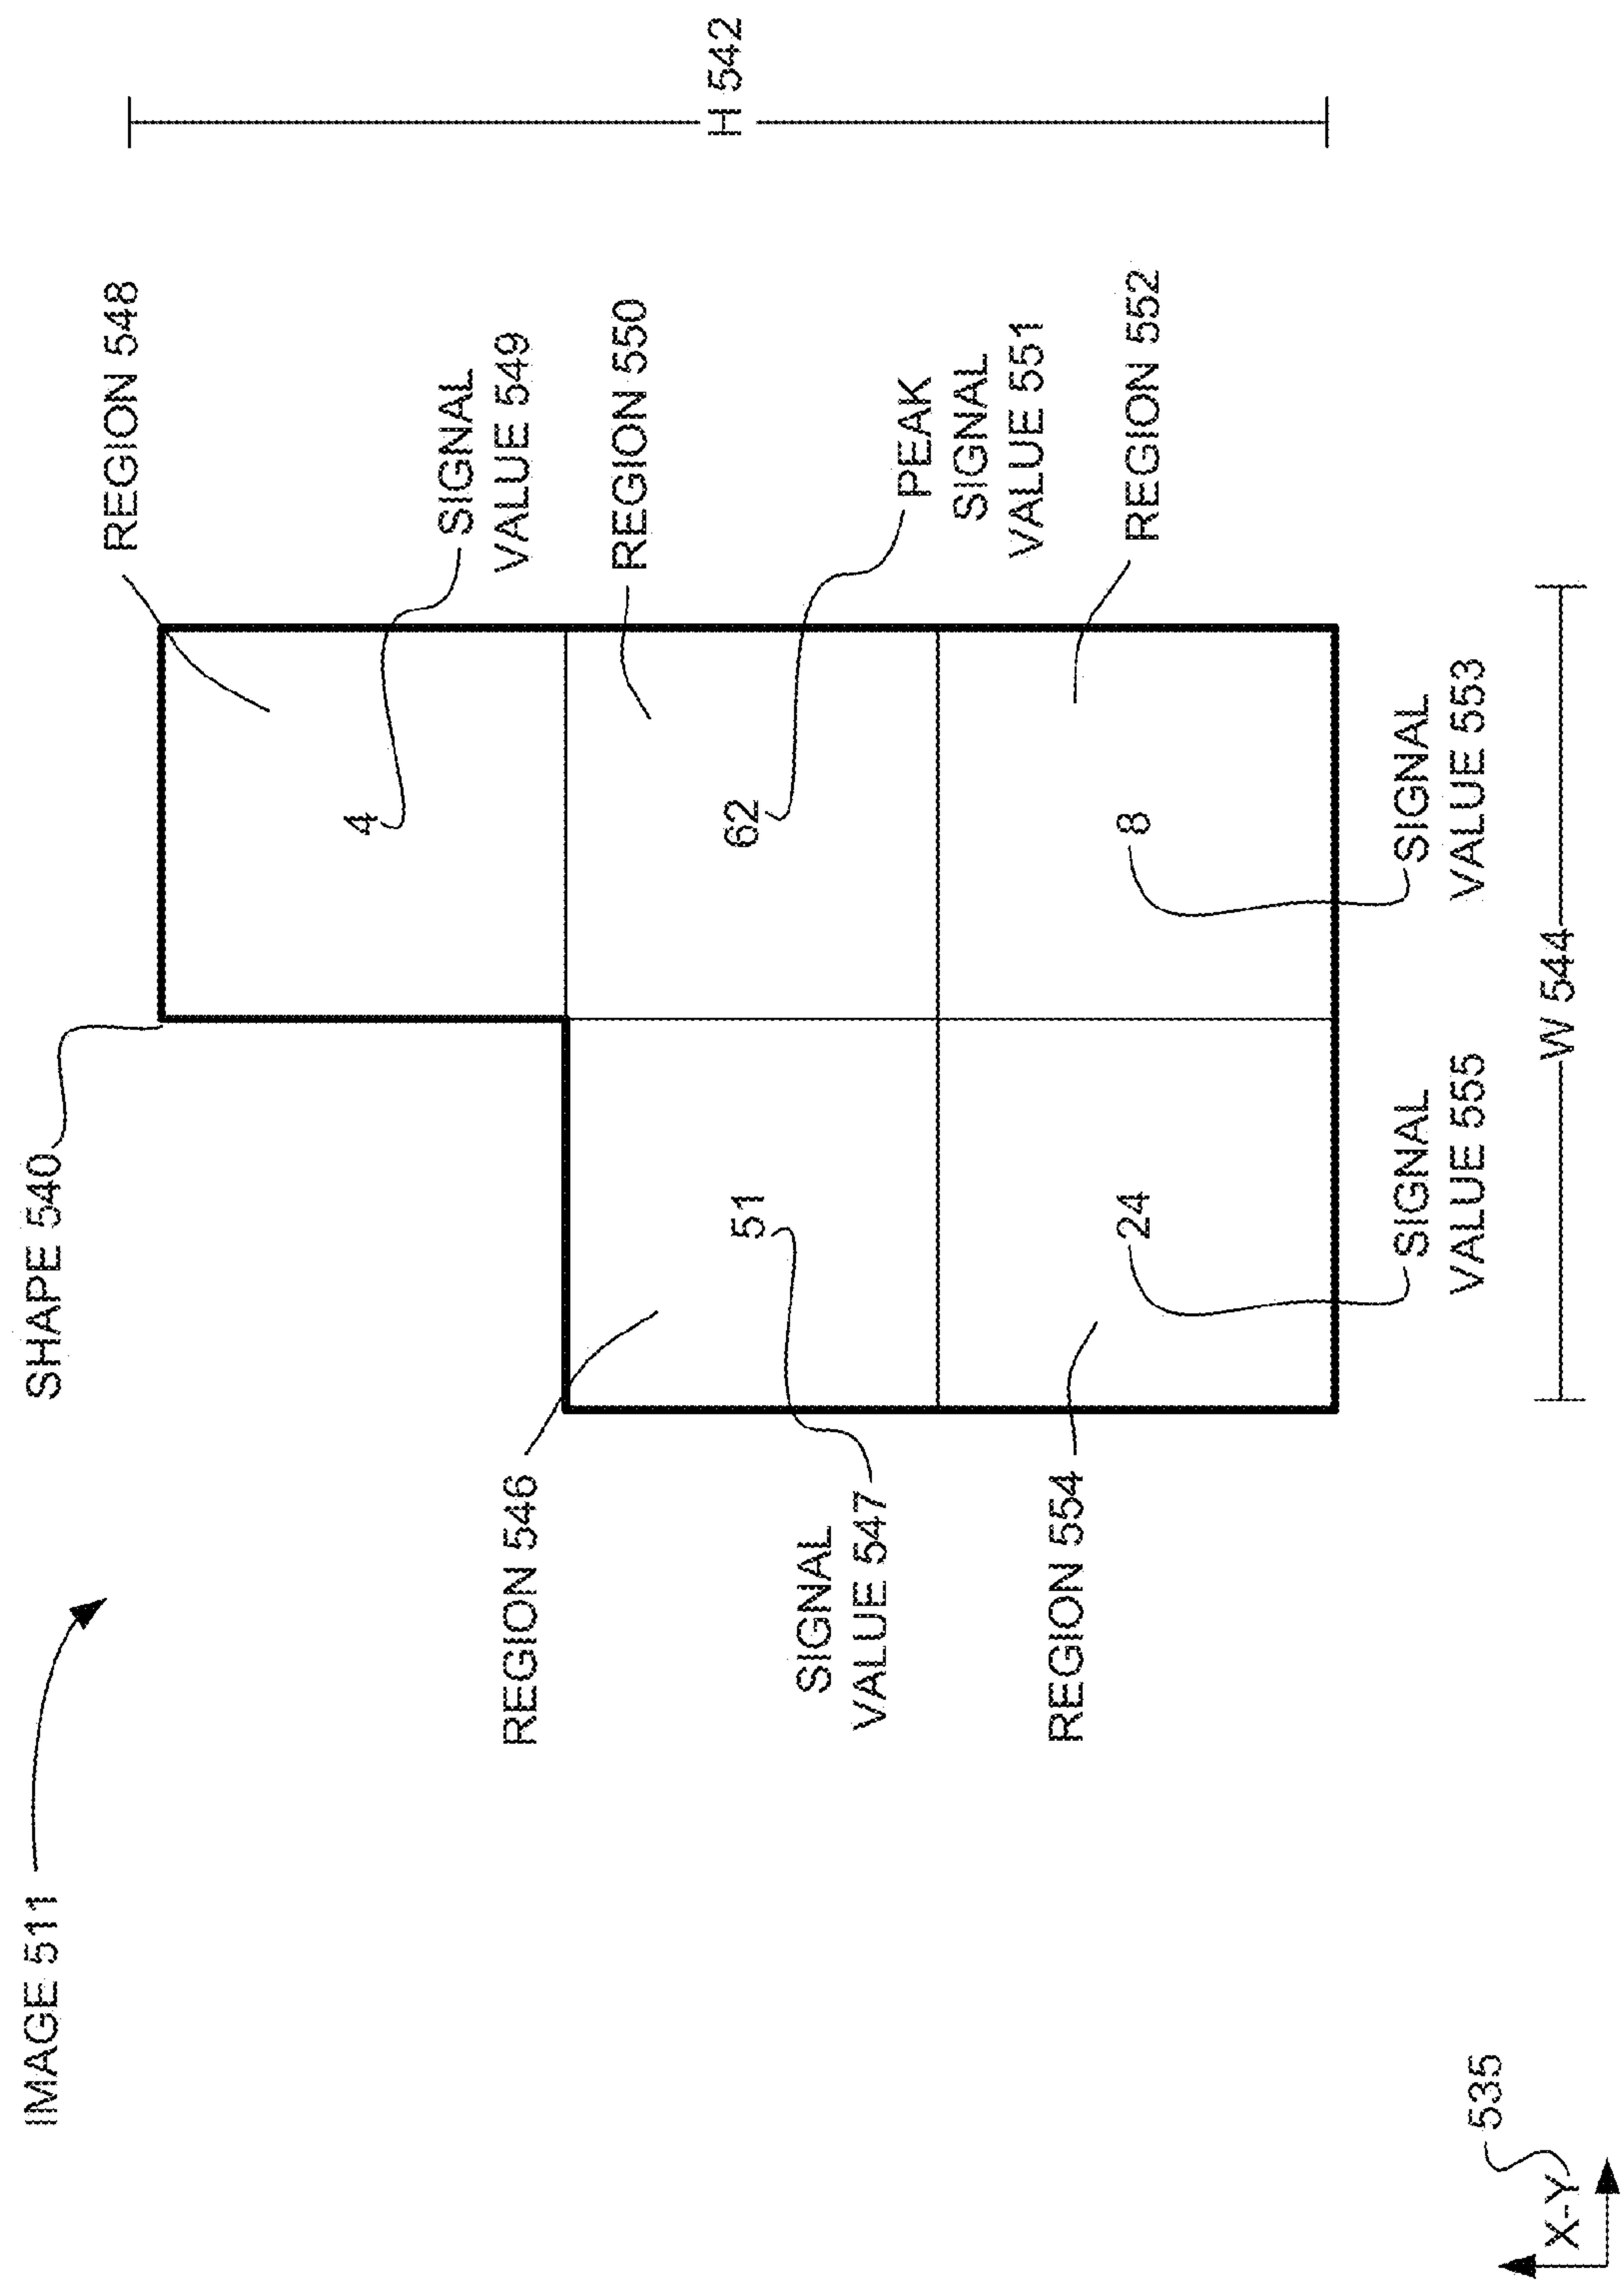 IMAGE 511
SHAPE 540
REGION 548
REGION 546
4
SIGNAL
VALUE 549
REGION 550
SIGNAL
VALUE 547
51
62
PEAK
SIGNAL
VALUE 551
REGION 554
24
8
REGION 552
SIGNAL
VALUE 555
SIGNAL
VALUE 553
W 544
H 542
X-Y
535